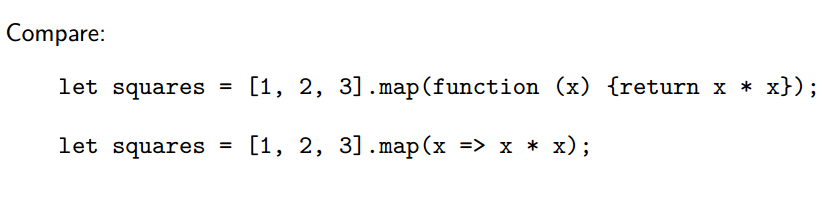 Compare:
let squares = [1, 2, 3].map(function (x) {return x * x});
let squares = [1, 2, 3].map(x => x * x);